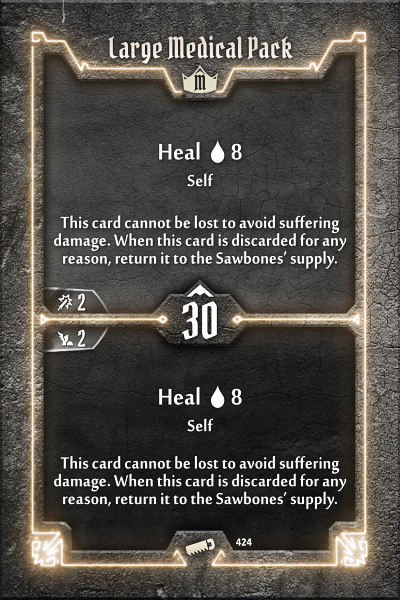 Large Medical Pack
M
Heal 8
Self
This card cannot be lost to avoid suffering
damage. When this card is discarded for any
reason, return it to the Sawbones' supply.
2
30
2
Heal 8
Self
This card cannot be lost to avoid suffering
damage. When this card is discarded for any
reason, return it to the Sawbones' supply.
424